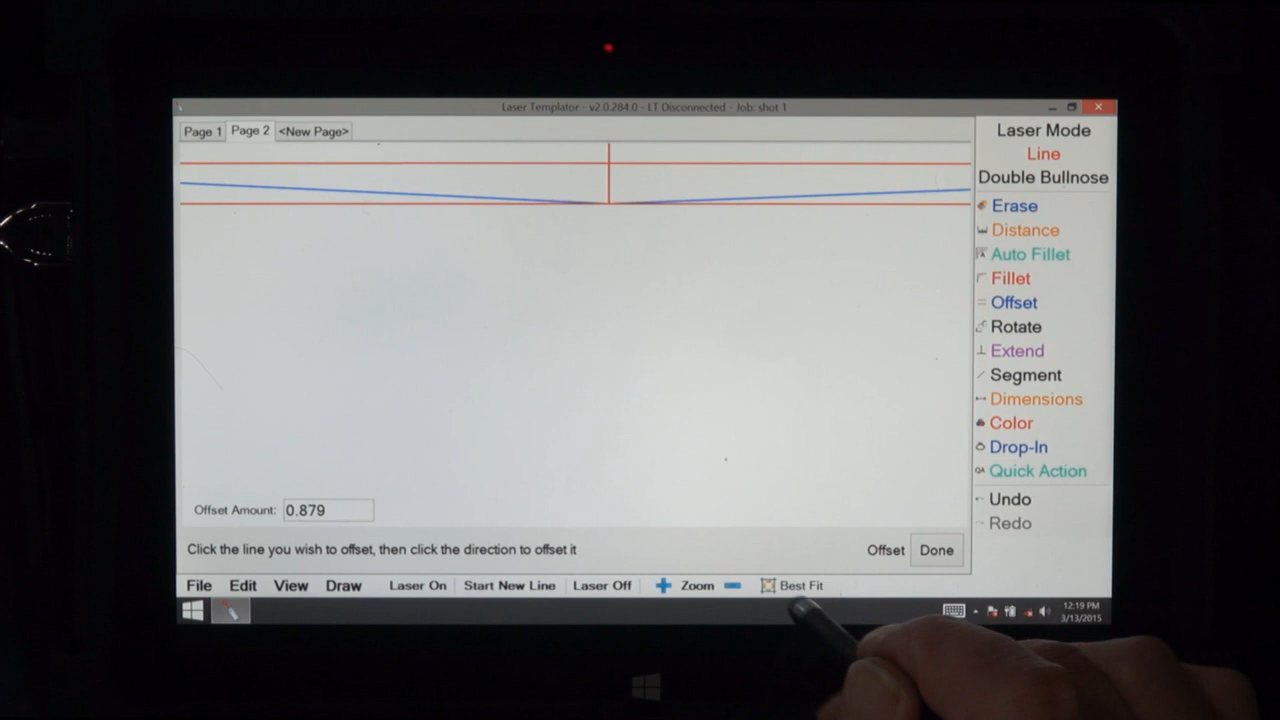 Laser Templator - v2.0.284.0 - LT Disconnected - Job: shot 1
Page 1 Page 2 <New Page>
Laser Mode
Line
Double Bullnose
Erase
Distance
Auto Fillet
Fillet
Offset
Rotate
Extend
Segment
Dimensions
Color
Drop-In
QA Quick Action
Undo
Redo
Offset Amount: 0.879
Click the line you wish to offset, then click the direction to offset it Offset Done
File Edit View Draw Laser On Start New Line Laser Off Zoom Best Fit
12:19 PM
3/13/2015